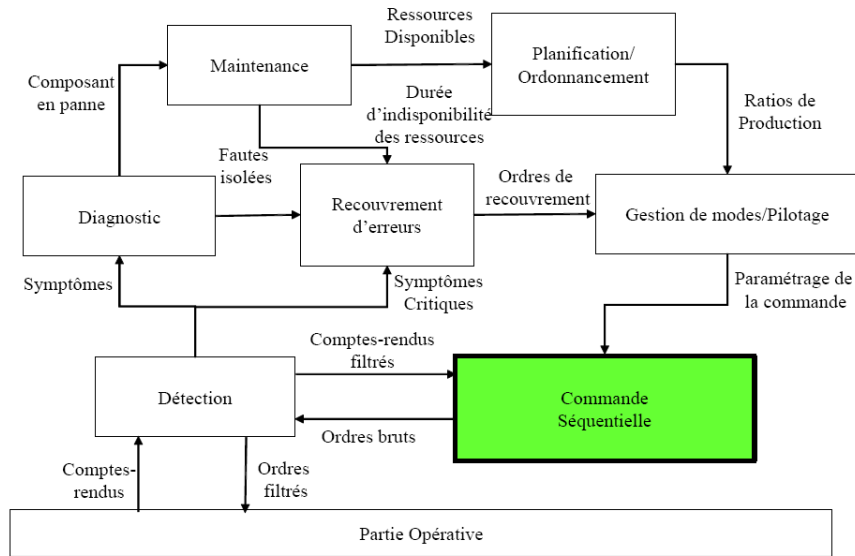 Ressources
Disponibles
Maintenance
Planification/
Ordonnancement
Composant
en panne
Durée
d'indisponibilité
des ressources
Ratios de
Production
Fautes
isolées
Diagnostic
Recouvrement
d'erreurs
Ordres de
recouvrement
Gestion de modes/Pilotage
Symptômes
Symptômes
Critiques
Paramétrage de
la commande
Comptes-rendus
filtrés
Détection
Commande
Séquentielle
Ordres bruts
Comptes-
rendus
Ordres
filtrés
Partie Opérative